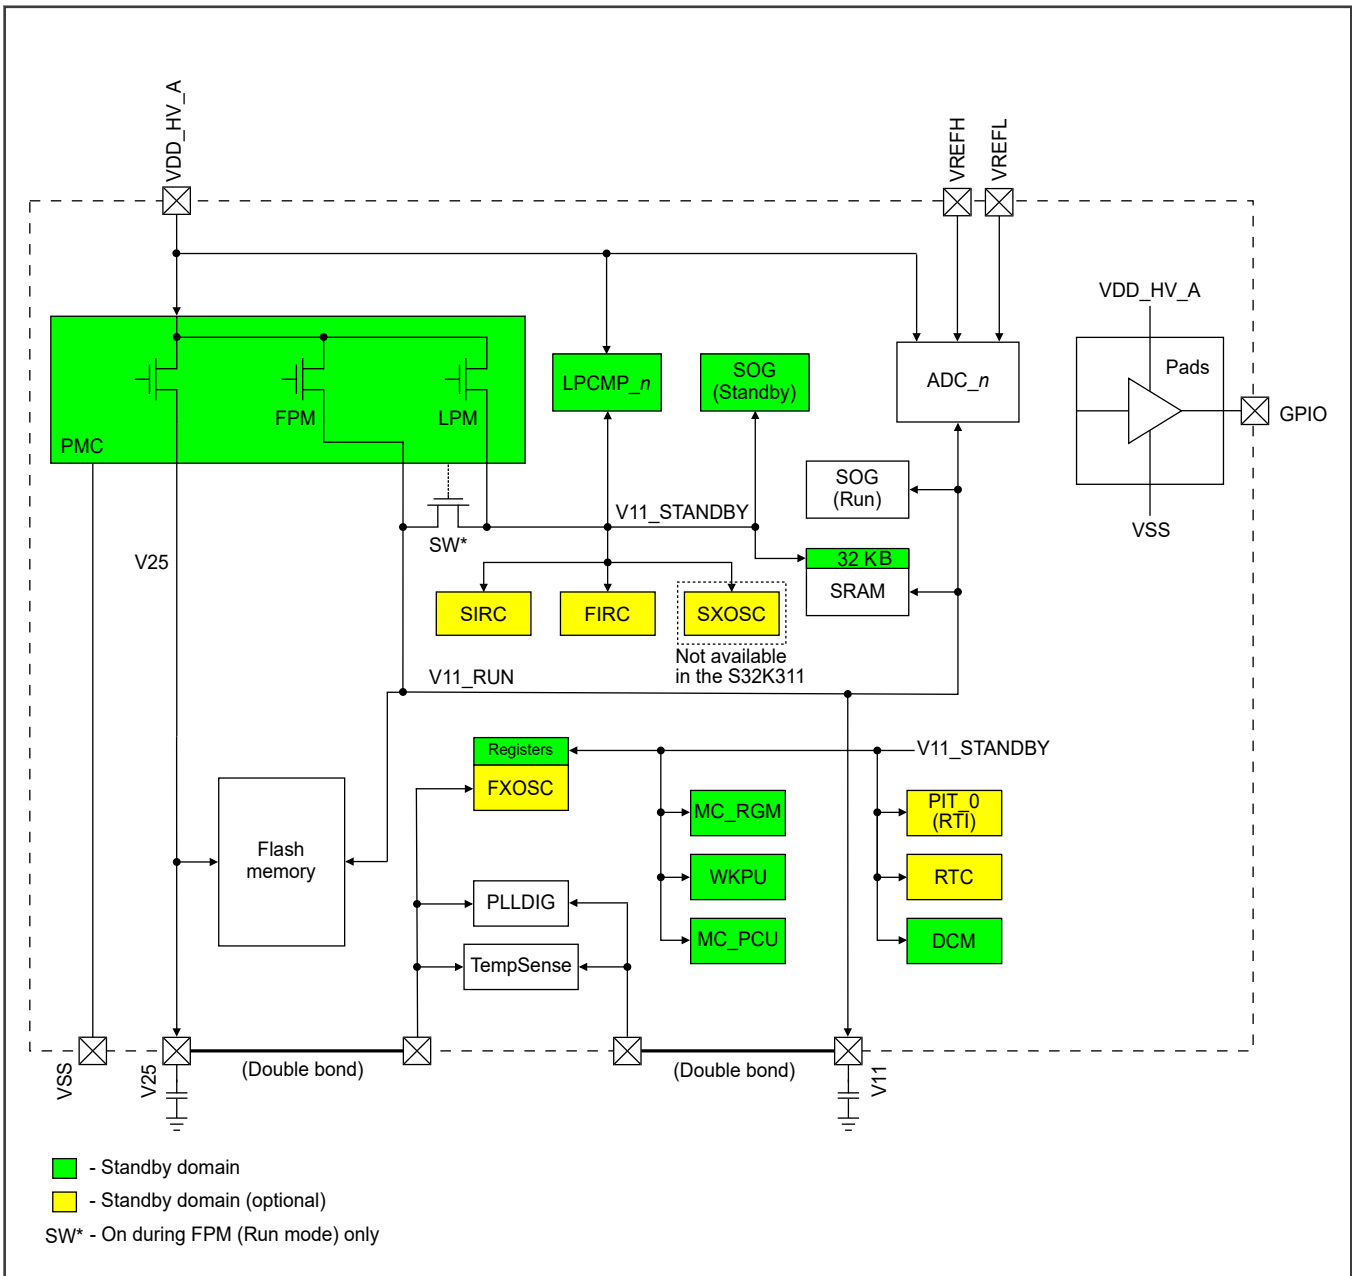 VDD_HV_A
VREFH
VREFL
VDD_HV_A
Pads
GPIO
VSS
LPCMP_n
SOG
(Standby)
ADC_n
FPM
LPM
PMC
SOG
(Run)
V11_STANDBY
SW*
V25
32 KB
SRAM
SIRC
FIRC
SXOSC
Not available
in the S32K311
V11_RUN
Registers
FXOSC
V11_STANDBY
MC_RGM
PIT_0
(RTI)
Flash
memory
WKPU
RTC
PLLDIG
MC_PCU
DCM
TempSense
VSS
V25
(Double bond)
(Double bond)
V11
- Standby domain
- Standby domain (optional)
SW* - On during FPM (Run mode) only